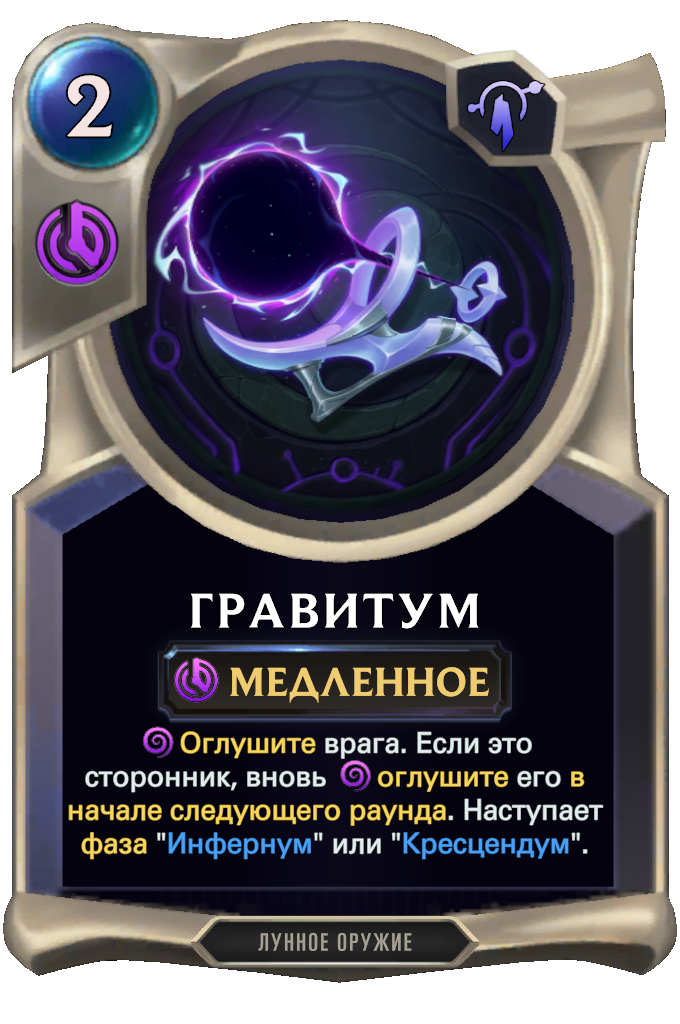 2
ГРАВИТУМ
МЕДЛЕННОЕ
Оглушите врага. Если это
сторонник, вновь оглушите его в
начале следующего раунда. Наступает
фаза "Инфернум" или "Кресцендум".
ЛУННОЕ ОРУЖИЕ